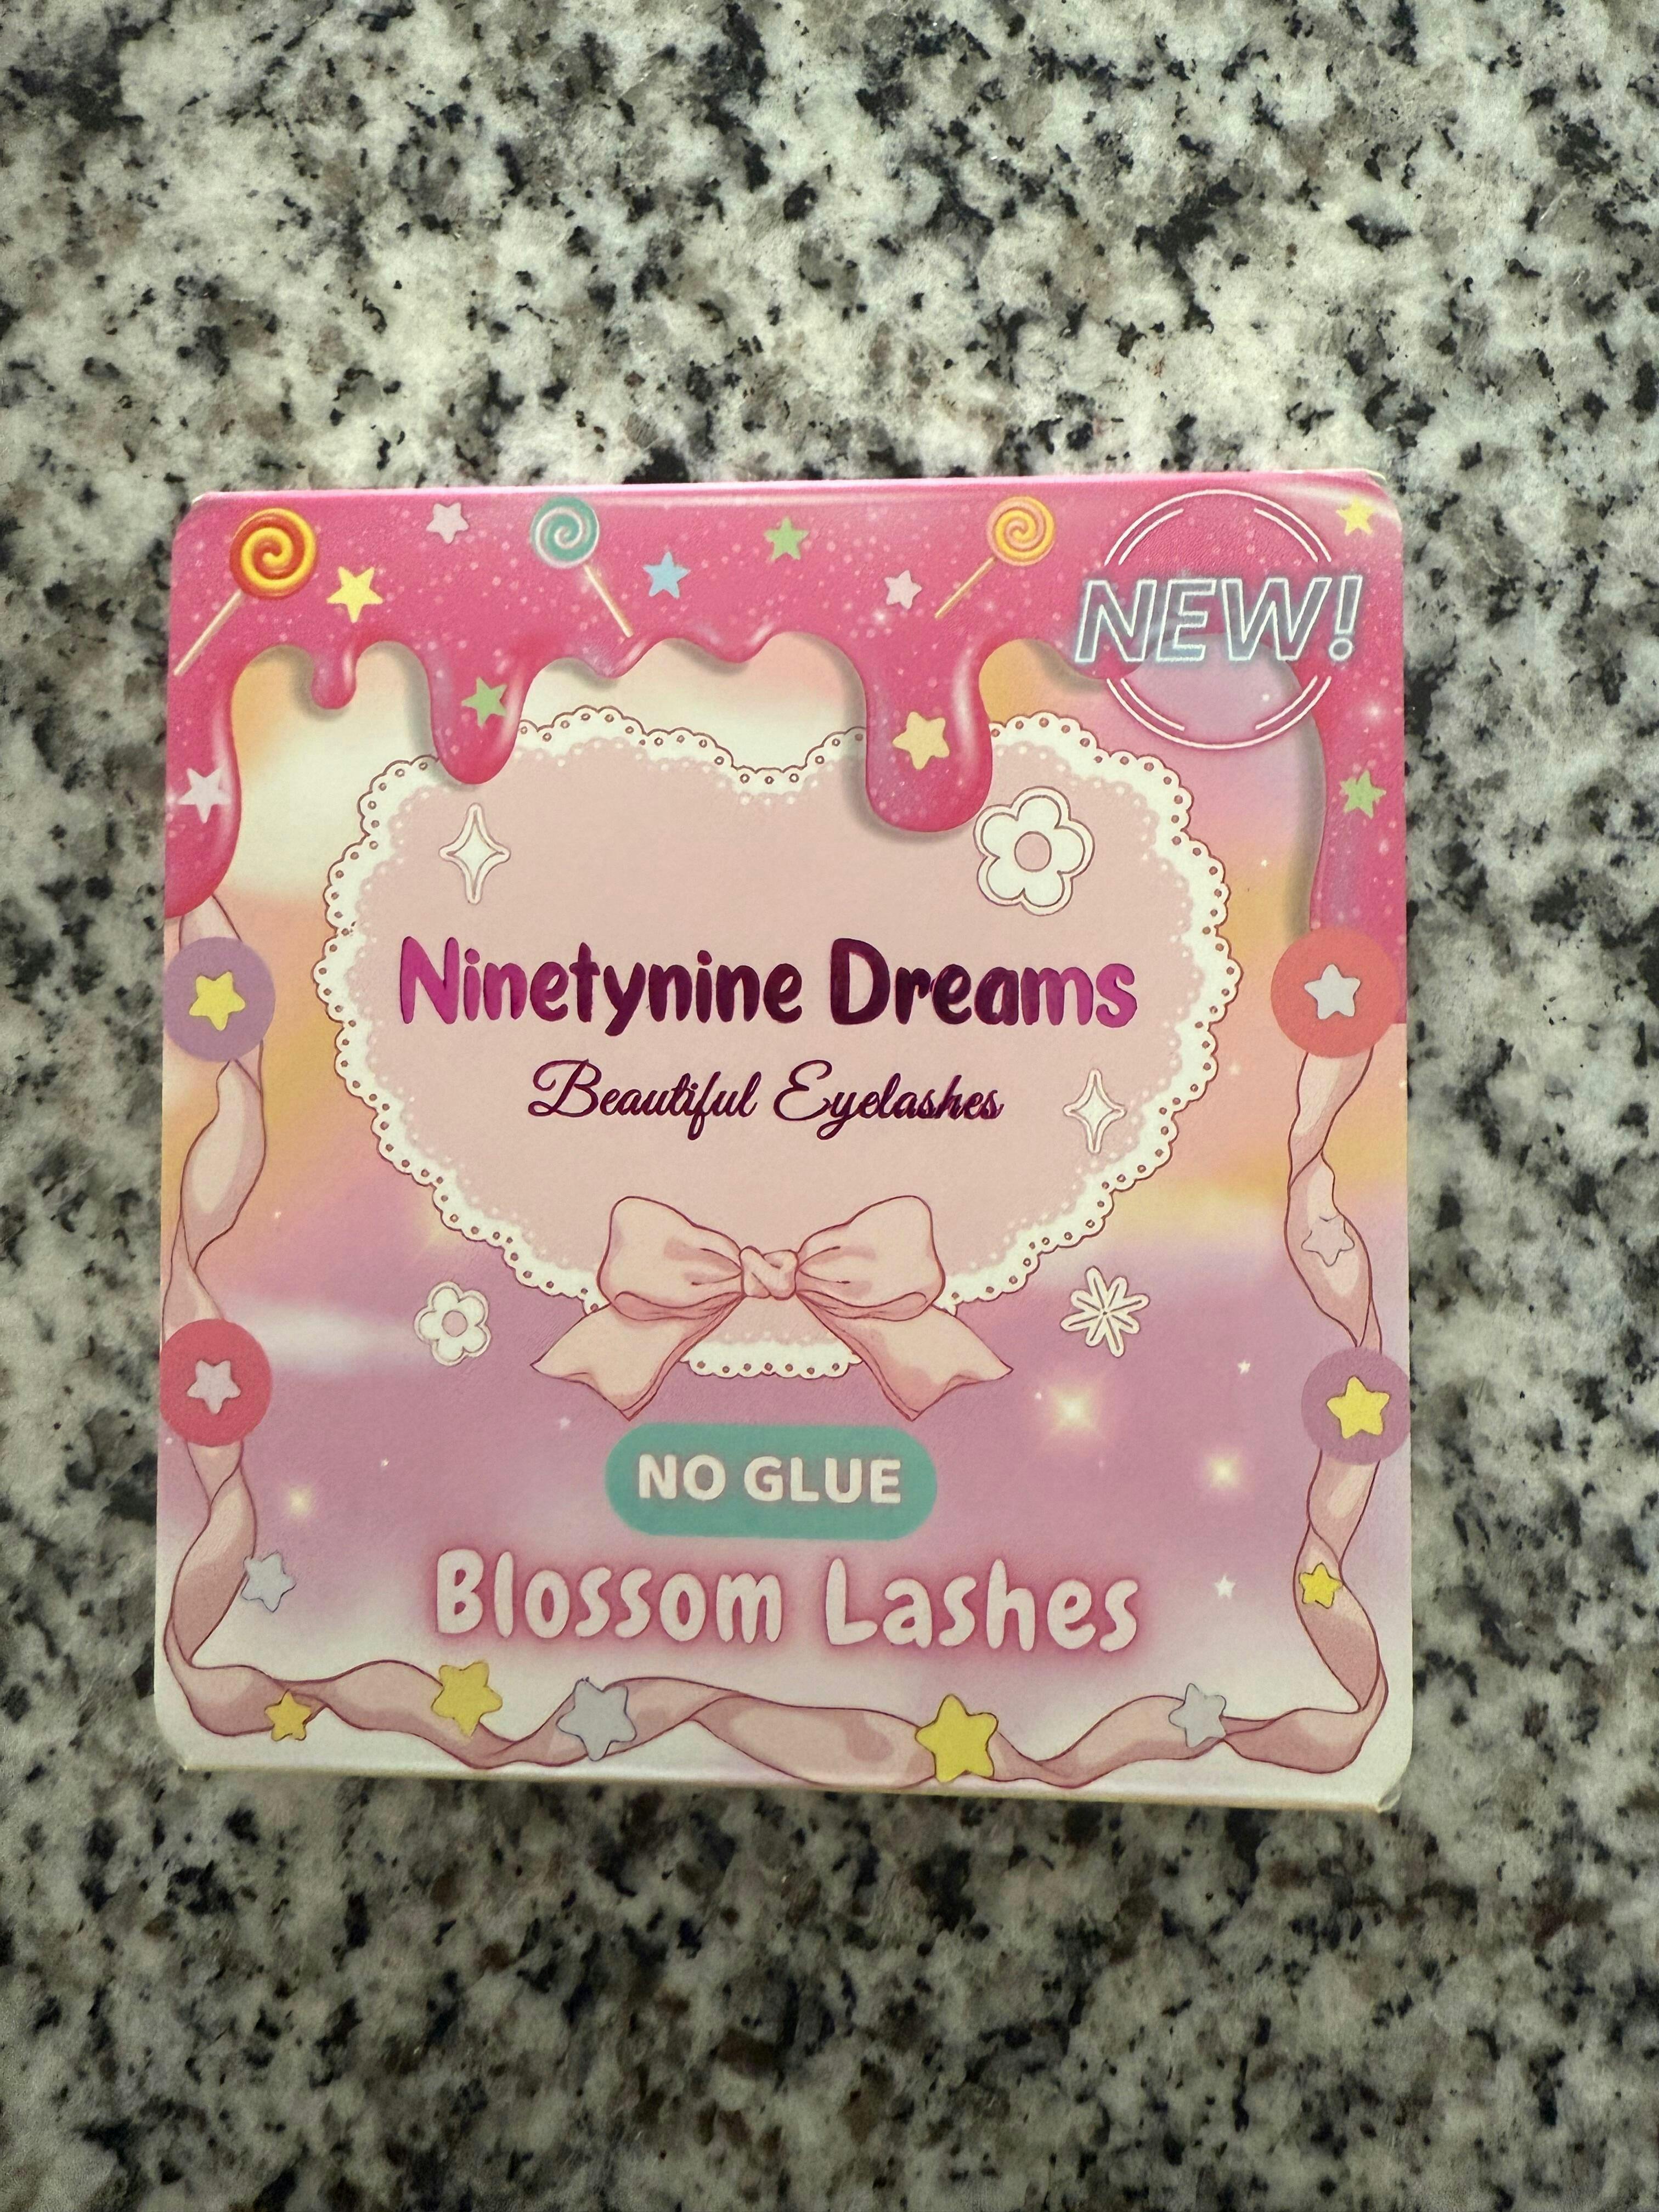 NEW!
Ninetynine Dreams
Beautiful Eyelashes
NO GLUE
Blossom Lashes